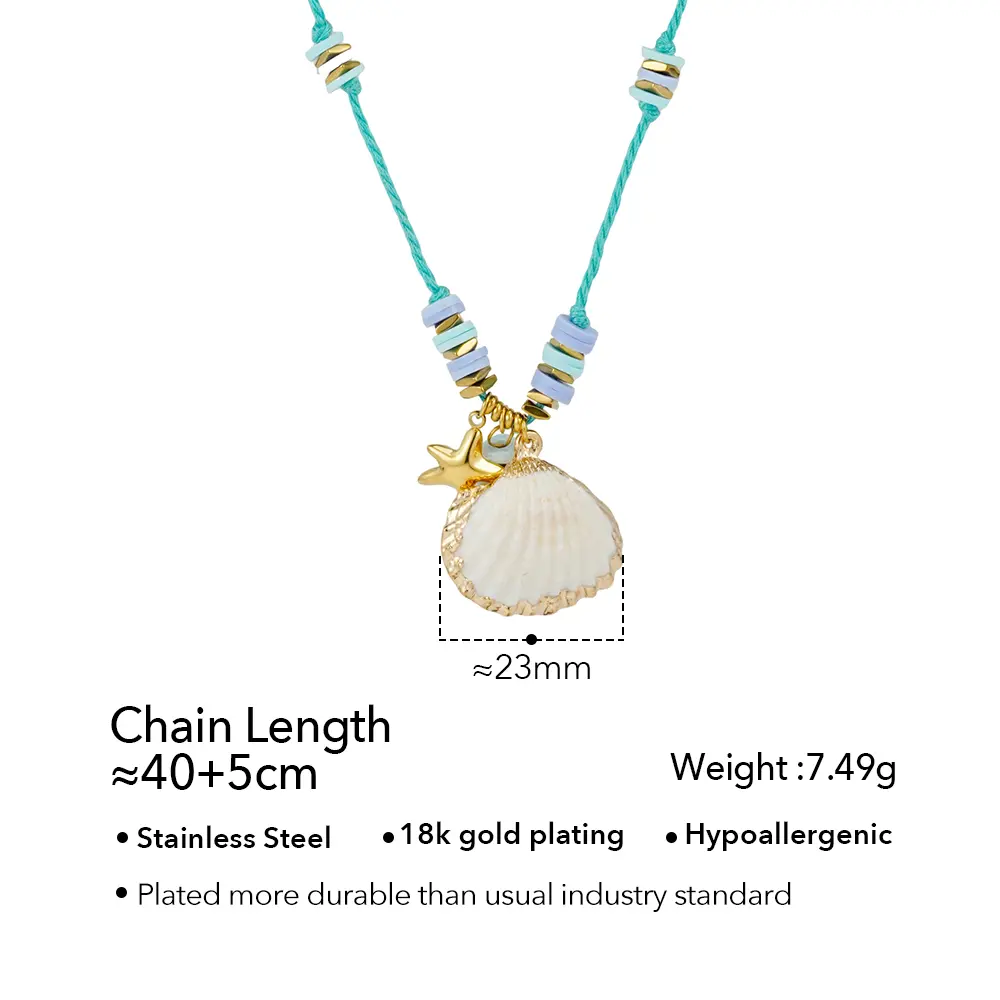 ≈23mm
Chain Length
≈40+5cm
Weight :7.49g
• Stainless Steel
• 18k gold plating
• Hypoallergenic
• Plated more durable than usual industry standard